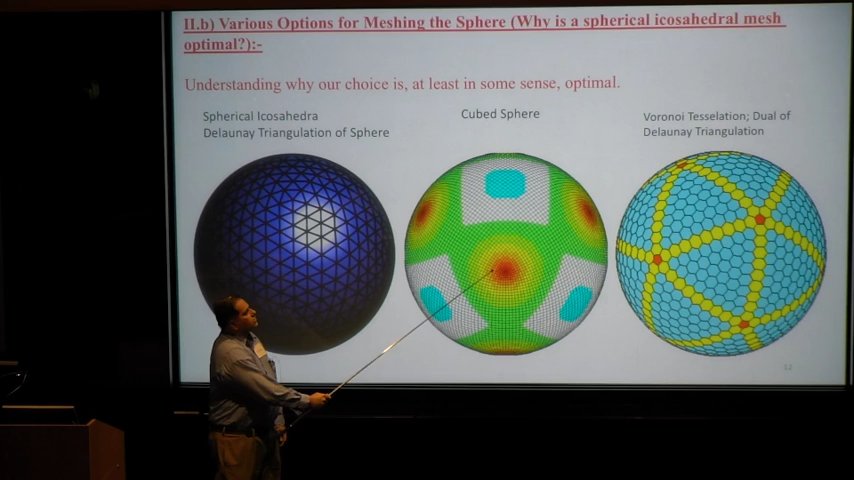 II.b) Various Options for Meshing the Sphere (Why is a spherical icosahedral mesh
optimal?):-
Understanding why our choice is, at least in some sense, optimal.
Spherical Icosahedra
Delaunay Triangulation of Sphere
Cubed Sphere
Voronoi Tesselation; Dual of
Delaunay Triangulation
12